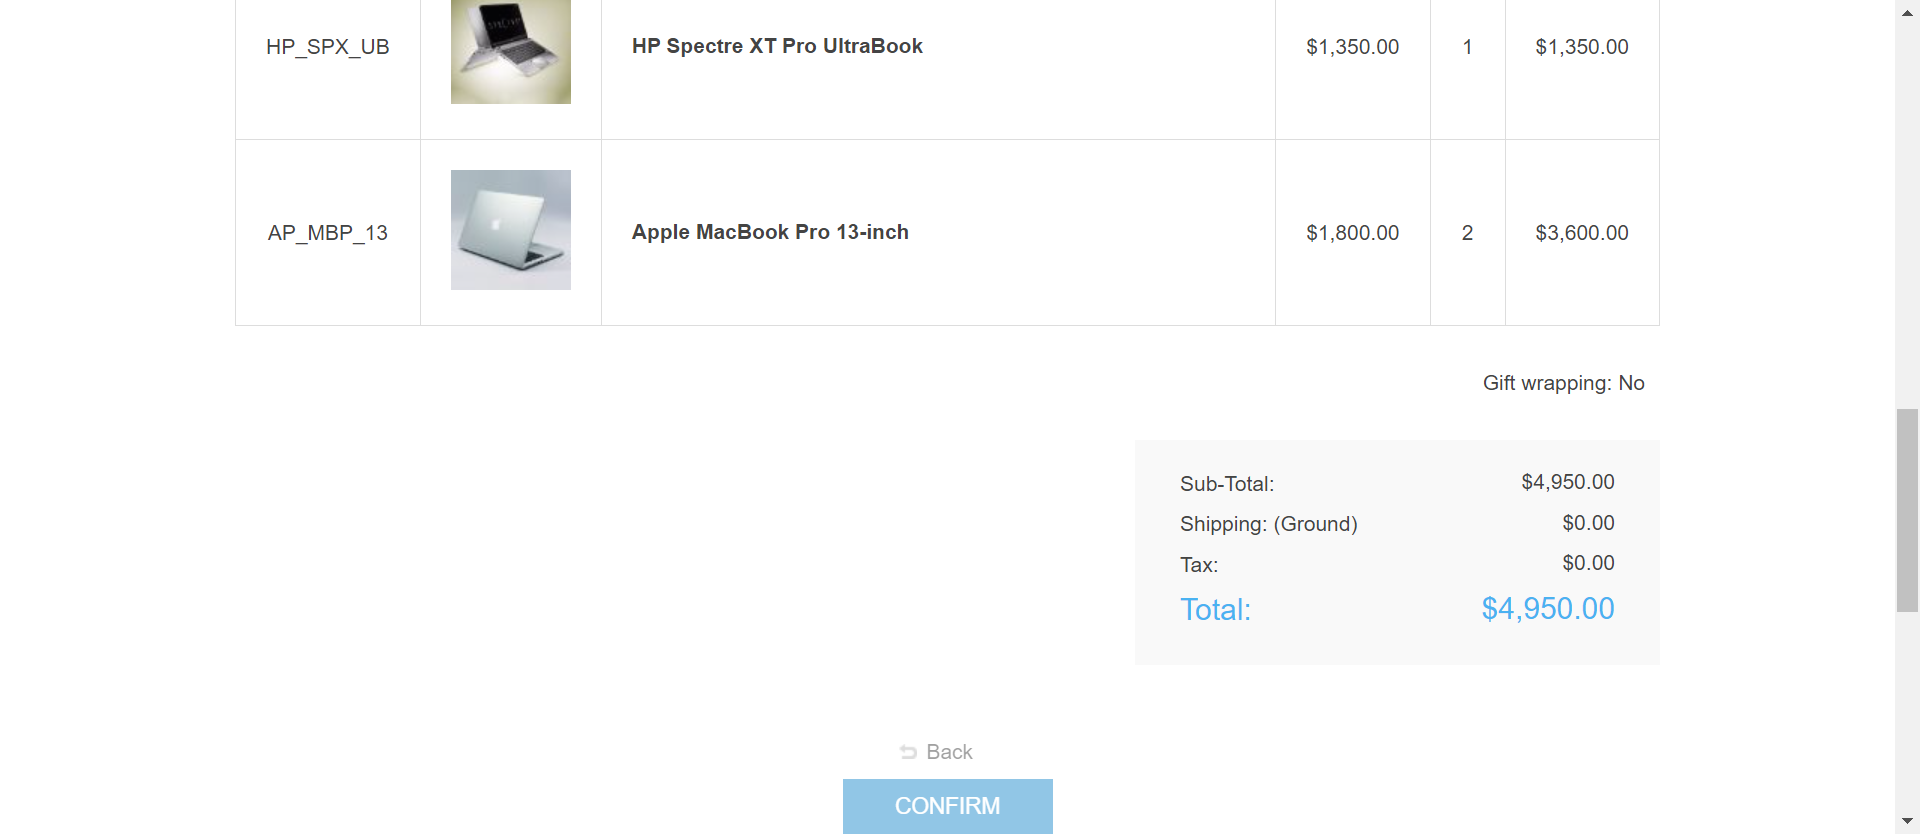 HP_SPX_UB HP Spectre XT Pro UltraBook $1,350.00 1 $1,350.00
AP_MBP_13 Apple MacBook Pro 13-inch $1,800.00 2 $3,600.00
Gift wrapping: No
Sub-Total: $4,950.00
Shipping: (Ground) $0.00
Tax: $0.00
Total: $4,950.00
Back
CONFIRM